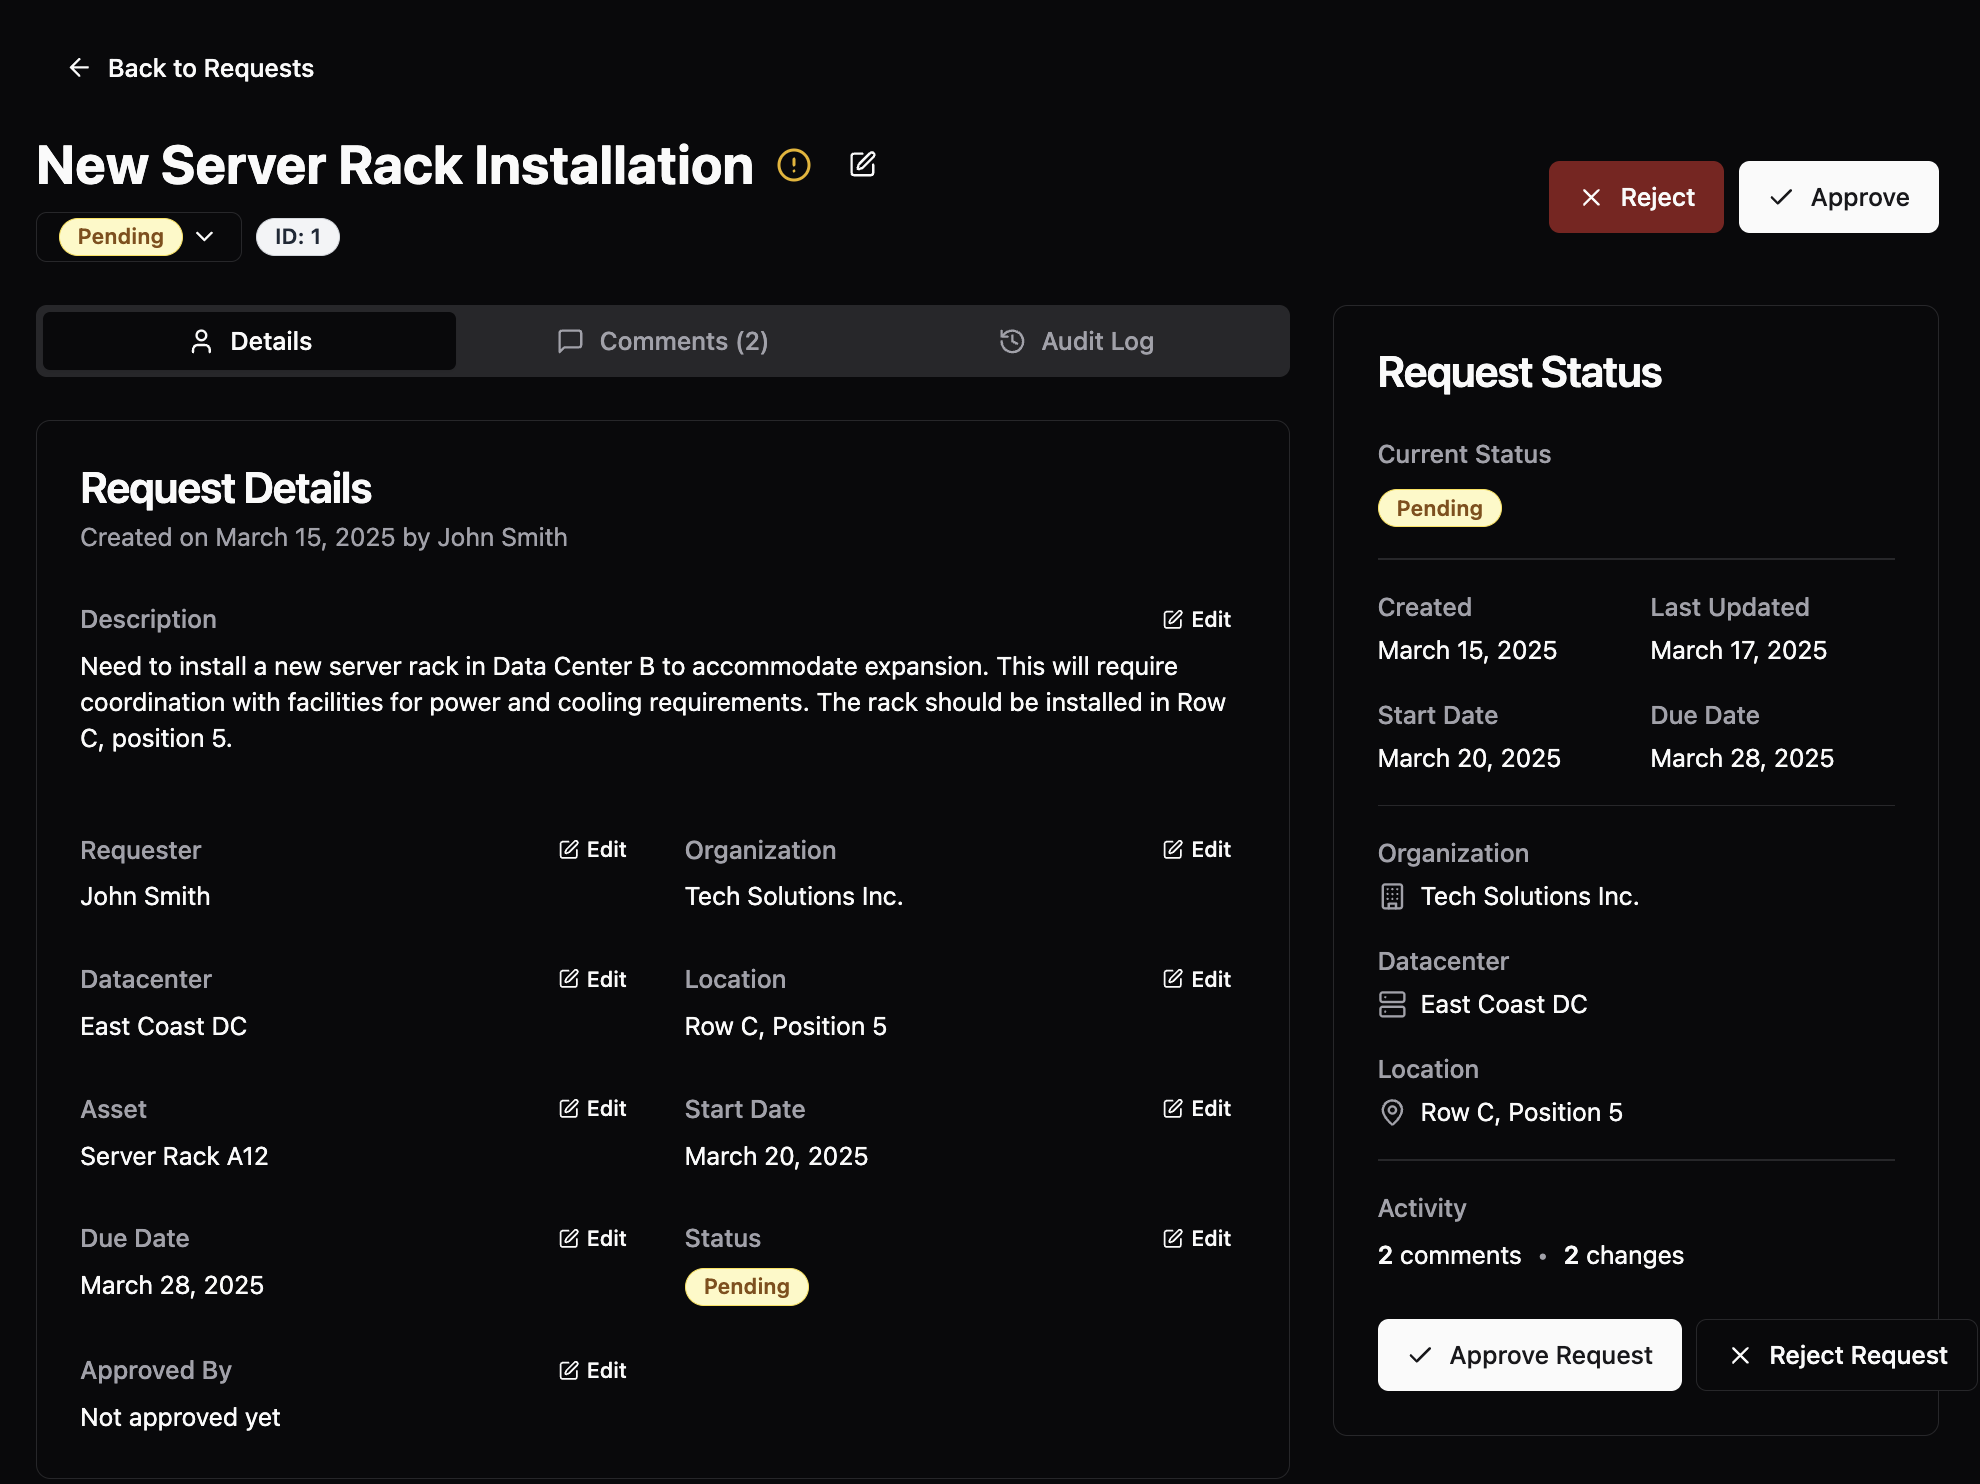 Back to Requests
New Server Rack Installation
Pending
ID: 1
Reject
Approve
Details
Comments (2)
Audit Log
Request Details
Created on March 15, 2025 by John Smith
Description
Edit
Need to install a new server rack in Data Center B to accommodate expansion. This will require
coordination with facilities for power and cooling requirements. The rack should be installed in Row
C, position 5.
Requester
Edit
John Smith
Organization
Edit
Tech Solutions Inc.
Datacenter
Edit
East Coast DC
Location
Edit
Row C, Position 5
Asset
Edit
Server Rack A12
Start Date
Edit
March 20, 2025
Due Date
Edit
March 28, 2025
Status
Edit
Pending
Approved By
Edit
Not approved yet
Request Status
Current Status
Pending
Created
March 15, 2025
Last Updated
March 17, 2025
Start Date
March 20, 2025
Due Date
March 28, 2025
Organization
Tech Solutions Inc.
Datacenter
East Coast DC
Location
Row C, Position 5
Activity
2 comments • 2 changes
Approve Request
Reject Request